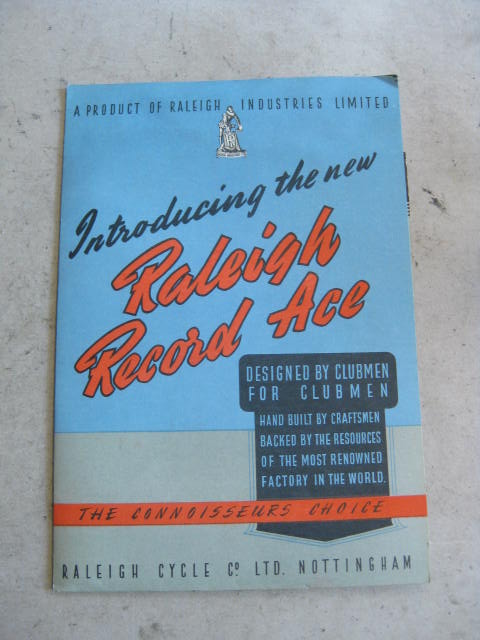 A PRODUCT OF RALEIGH INDUSTRIES LIMITED
Introducing the new
Raleigh
Record Ace
DESIGNED BY CLUBMEN
FOR CLUBMEN
HAND BUILT BY CRAFTSMEN
BACKED BY THE RESOURCES
OF THE MOST RENOWNED
FACTORY IN THE WORLD.
THE CONNOISSEURS CHOICE
RALEIGH CYCLE Cº LTD. NOTTINGHAM